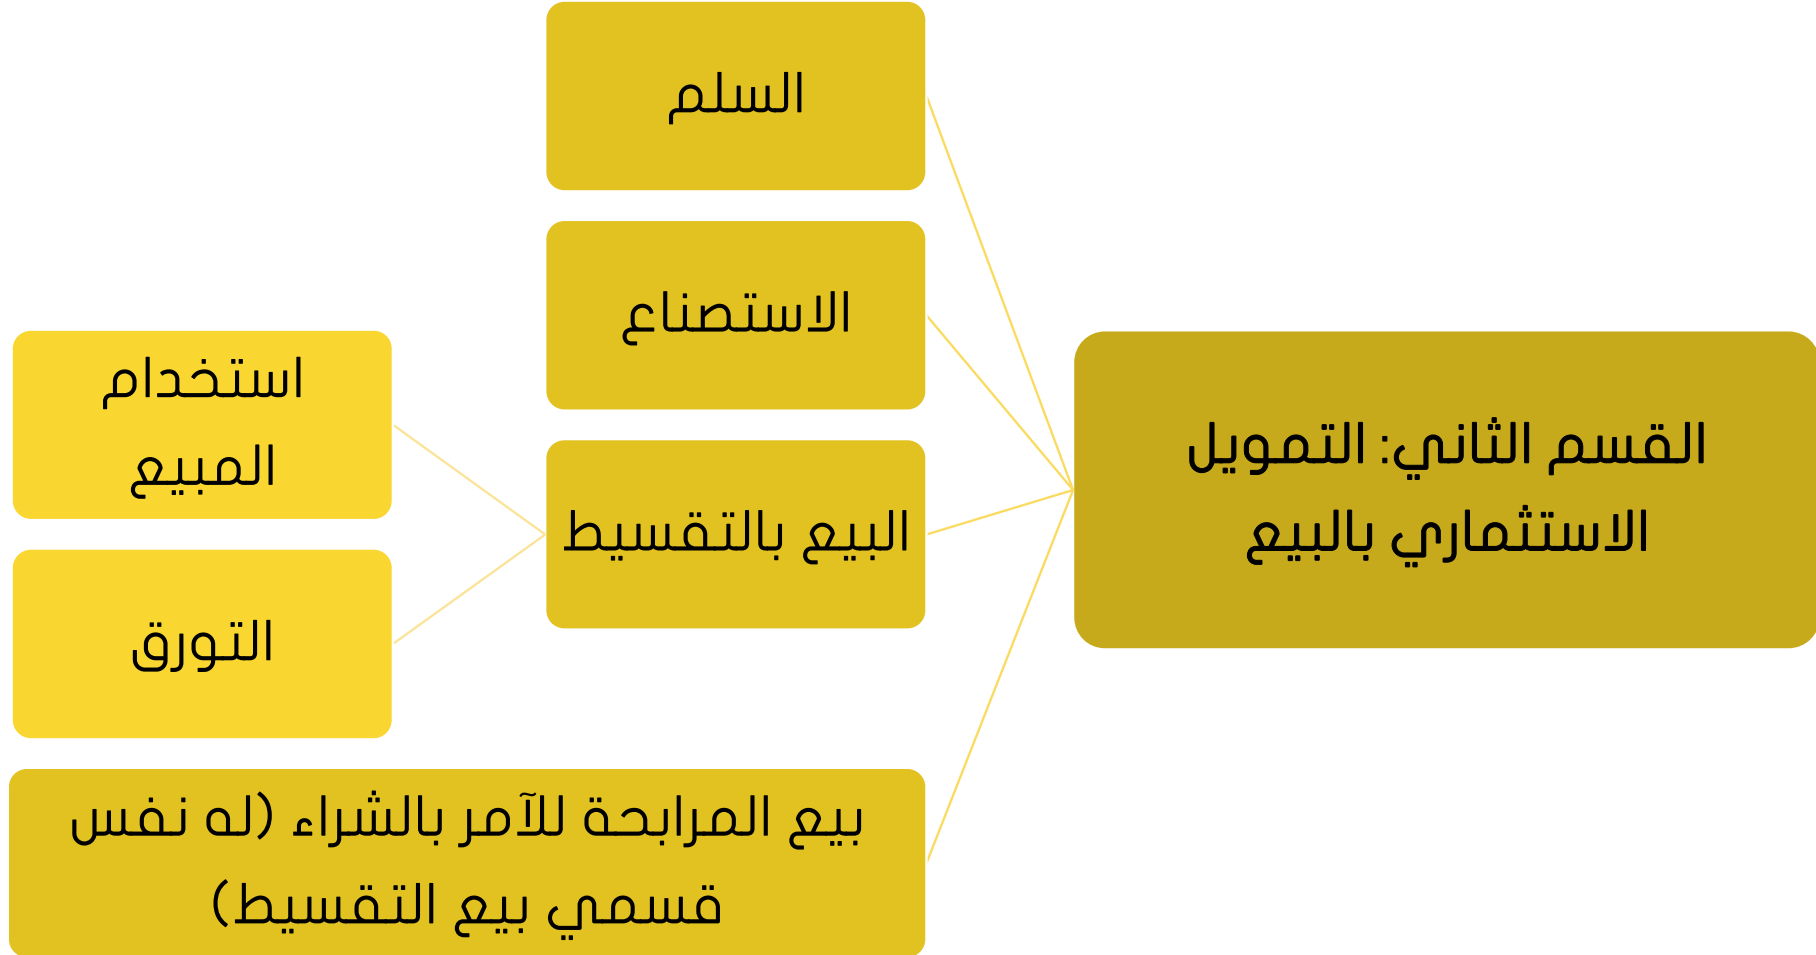 القسم الثاني: التمويل
الاستثماري بالبيع
السلم
الاستصناع
البيع بالتقسيط
استخدام
المبيع
التورق
بيع المرابحة للآمر بالشراء (له نفس
قسمي بيع التقسيط)